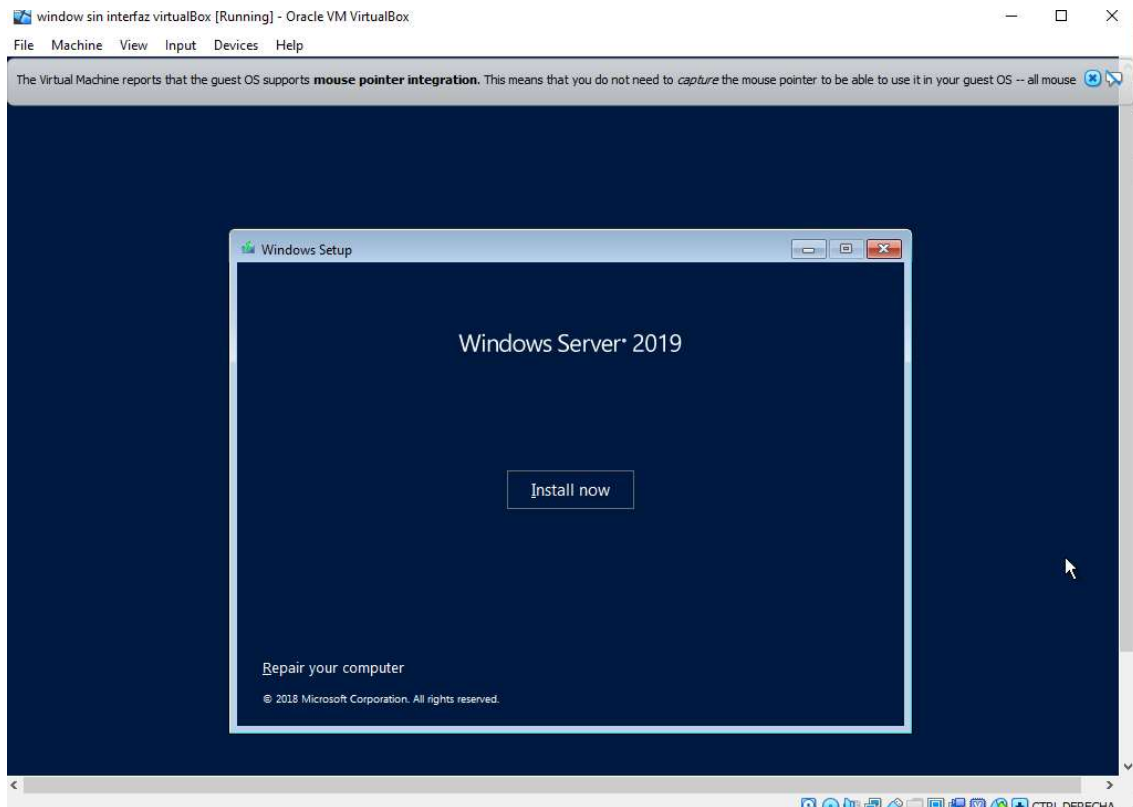 window sin interfaz virtualBox [Running] - Oracle VM VirtualBox
File Machine View Input Devices Help
The Virtual Machine reports that the guest OS supports mouse pointer integration. This means that you do not need to capture the mouse pointer to be able to use it in your guest OS -- all mouse
Windows Setup
Windows Server® 2019
Install now
Repair your computer
© 2018 Microsoft Corporation. All rights reserved.
CTRL DERECHA